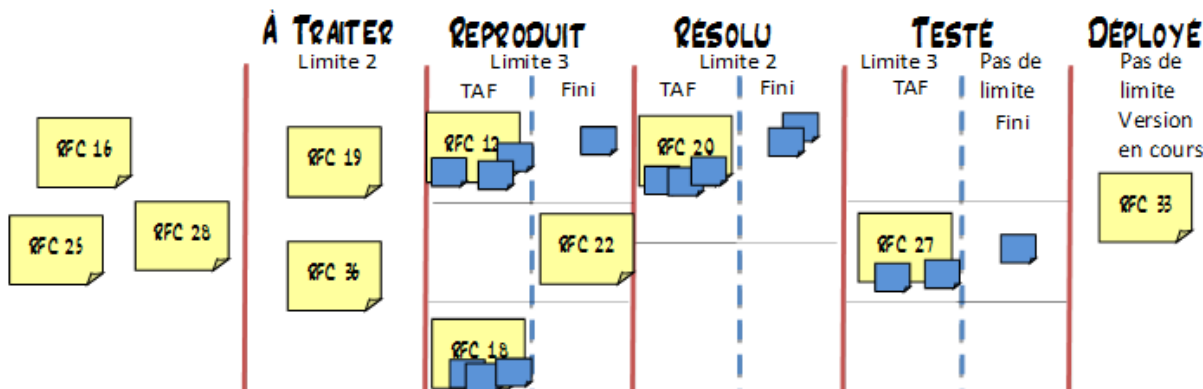 À TRAITER
Limite 2
REPRODUIT
Limite 3
TAF
Fini
RÉSOLU
Limite 2
TAF
Fini
TESTÉ
Limite 3
TAF
Pas de
limite
Fini
DÉPLOYÉ
Pas de
limite
Version
en cours
RFC 16
RFC 25
RFC 28
RFC 19
RFC 36
RFC 12
RFC 22
RFC 18
RFC 20
RFC 27
RFC 33